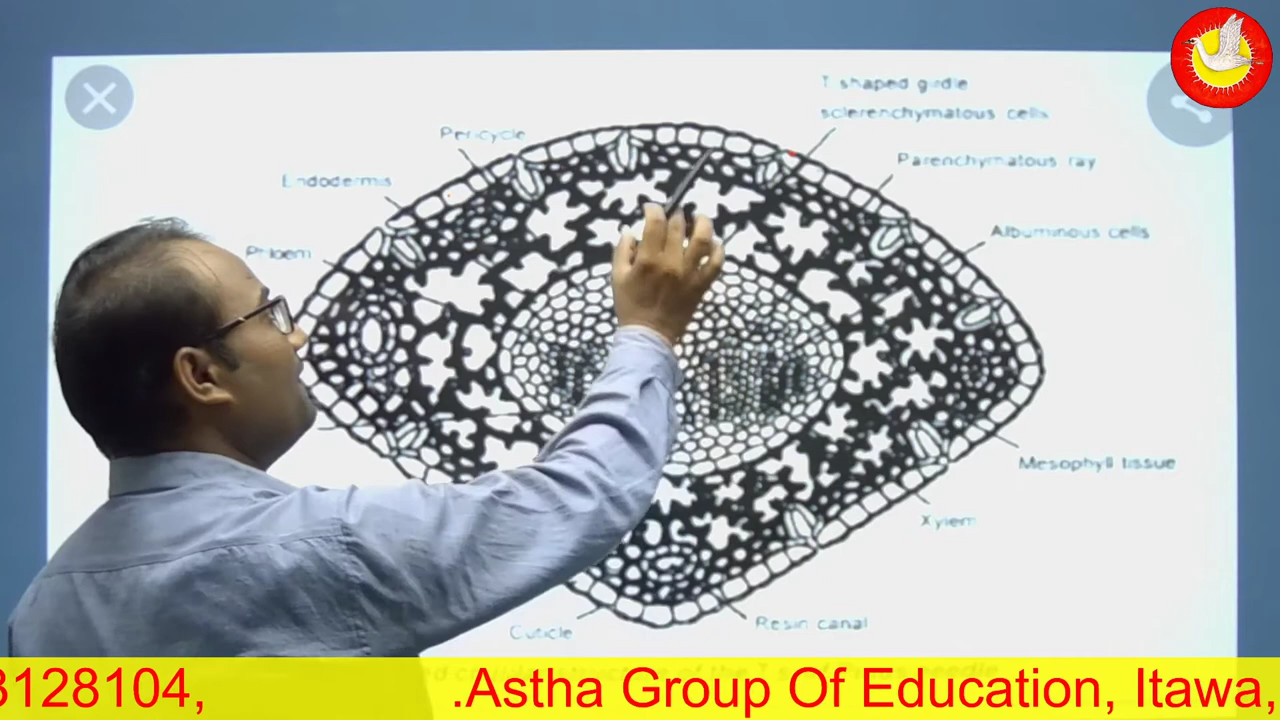 T shaped girdle
sclerenchymatous cells
Pericycle
Parenchymatous ray
Endodermis
Albuminous cells
Phloem
Mesophyll tissue
Xylem
Resin canal
Cuticle
8128104,
.Astha Group Of Education, Itawa,